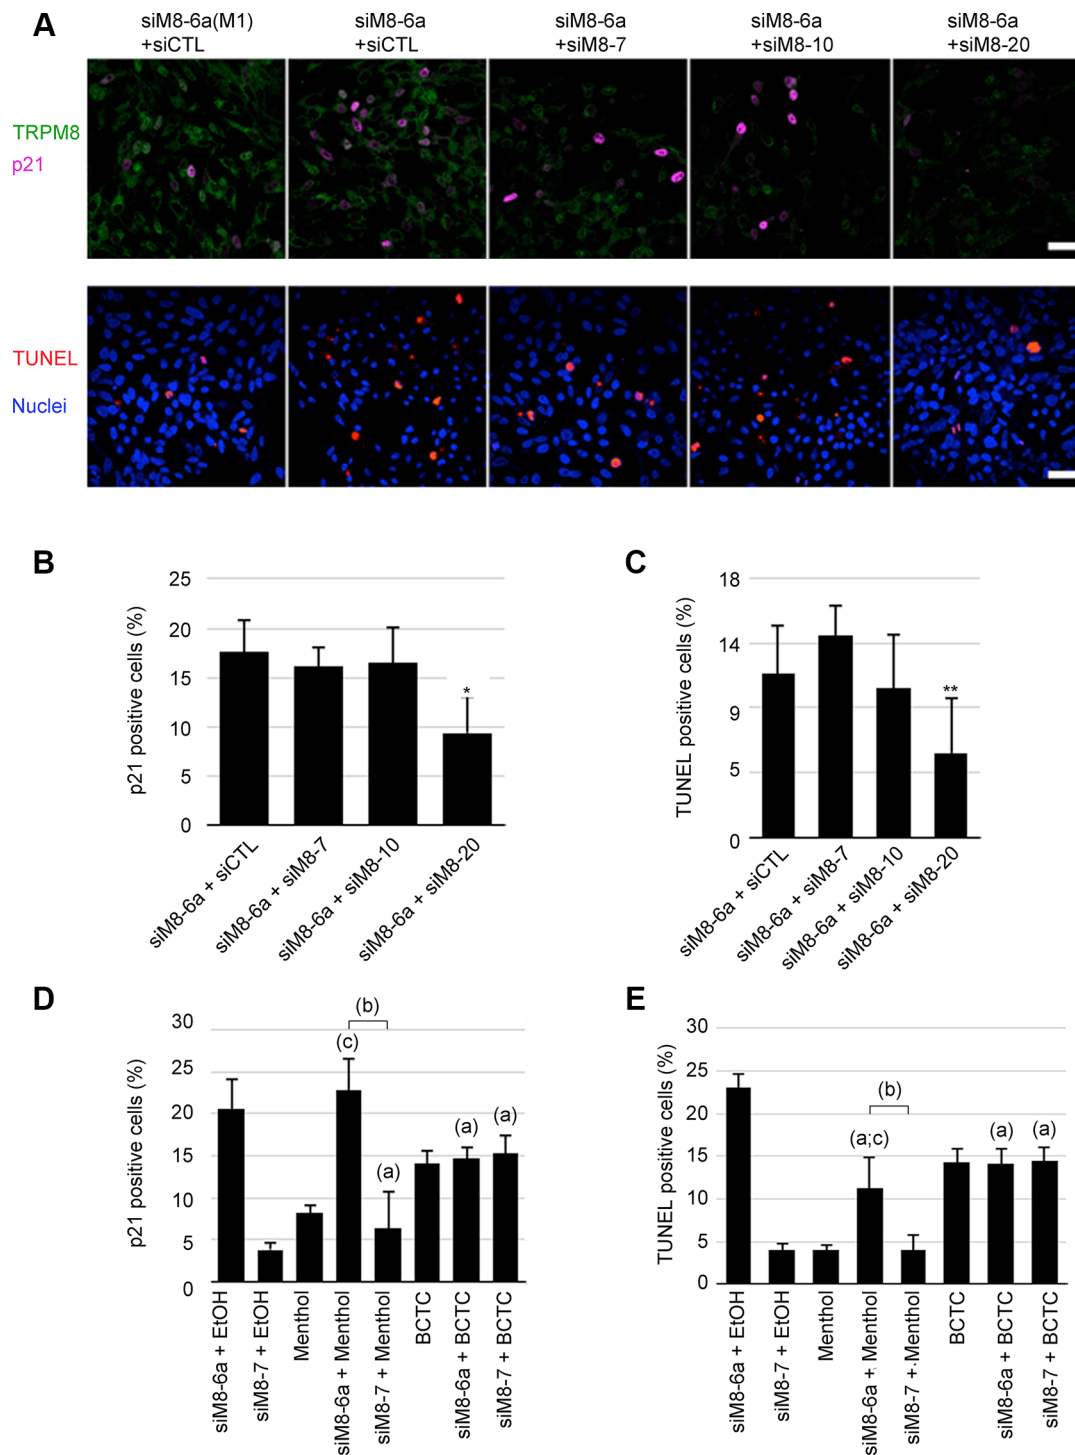 A
siM8-6a(M1)
+siCTL
siM8-6a
+siCTL
siM8-6a
+siM8-7
siM8-6a
+siM8-10
siM8-6a
+siM8-20
TRPM8
p21
TUNEL
Nuclei
B
p21 positive cells (%)
25
20
15
10
5
0
*
siM8-6a + siCTL
siM8-6a + siM8-7
siM8-6a + siM8-10
siM8-6a + siM8-20
C
TUNEL positive cells (%)
18
14
9
5
0
**
siM8-6a + siCTL
siM8-6a + siM8-7
siM8-6a + siM8-10
siM8-6a + siM8-20
D
p21 positive cells (%)
30
25
20
15
10
5
0
(b)
(c)
(a)
(a)
(a)
siM8-6a + EtOH
siM8-7 + EtOH
Menthol
siM8-6a + Menthol
siM8-7 + Menthol
BCTC
siM8-6a + BCTC
siM8-7 + BCTC
E
TUNEL positive cells (%)
30
25
20
15
10
5
0
(b)
(a;c)
(a)
(a)
siM8-6a + EtOH
siM8-7 + EtOH
Menthol
siM8-6a +. Menthol
siM8-7 + .Menthol
BCTC
siM8-6a + BCTC
siM8-7 + BCTC